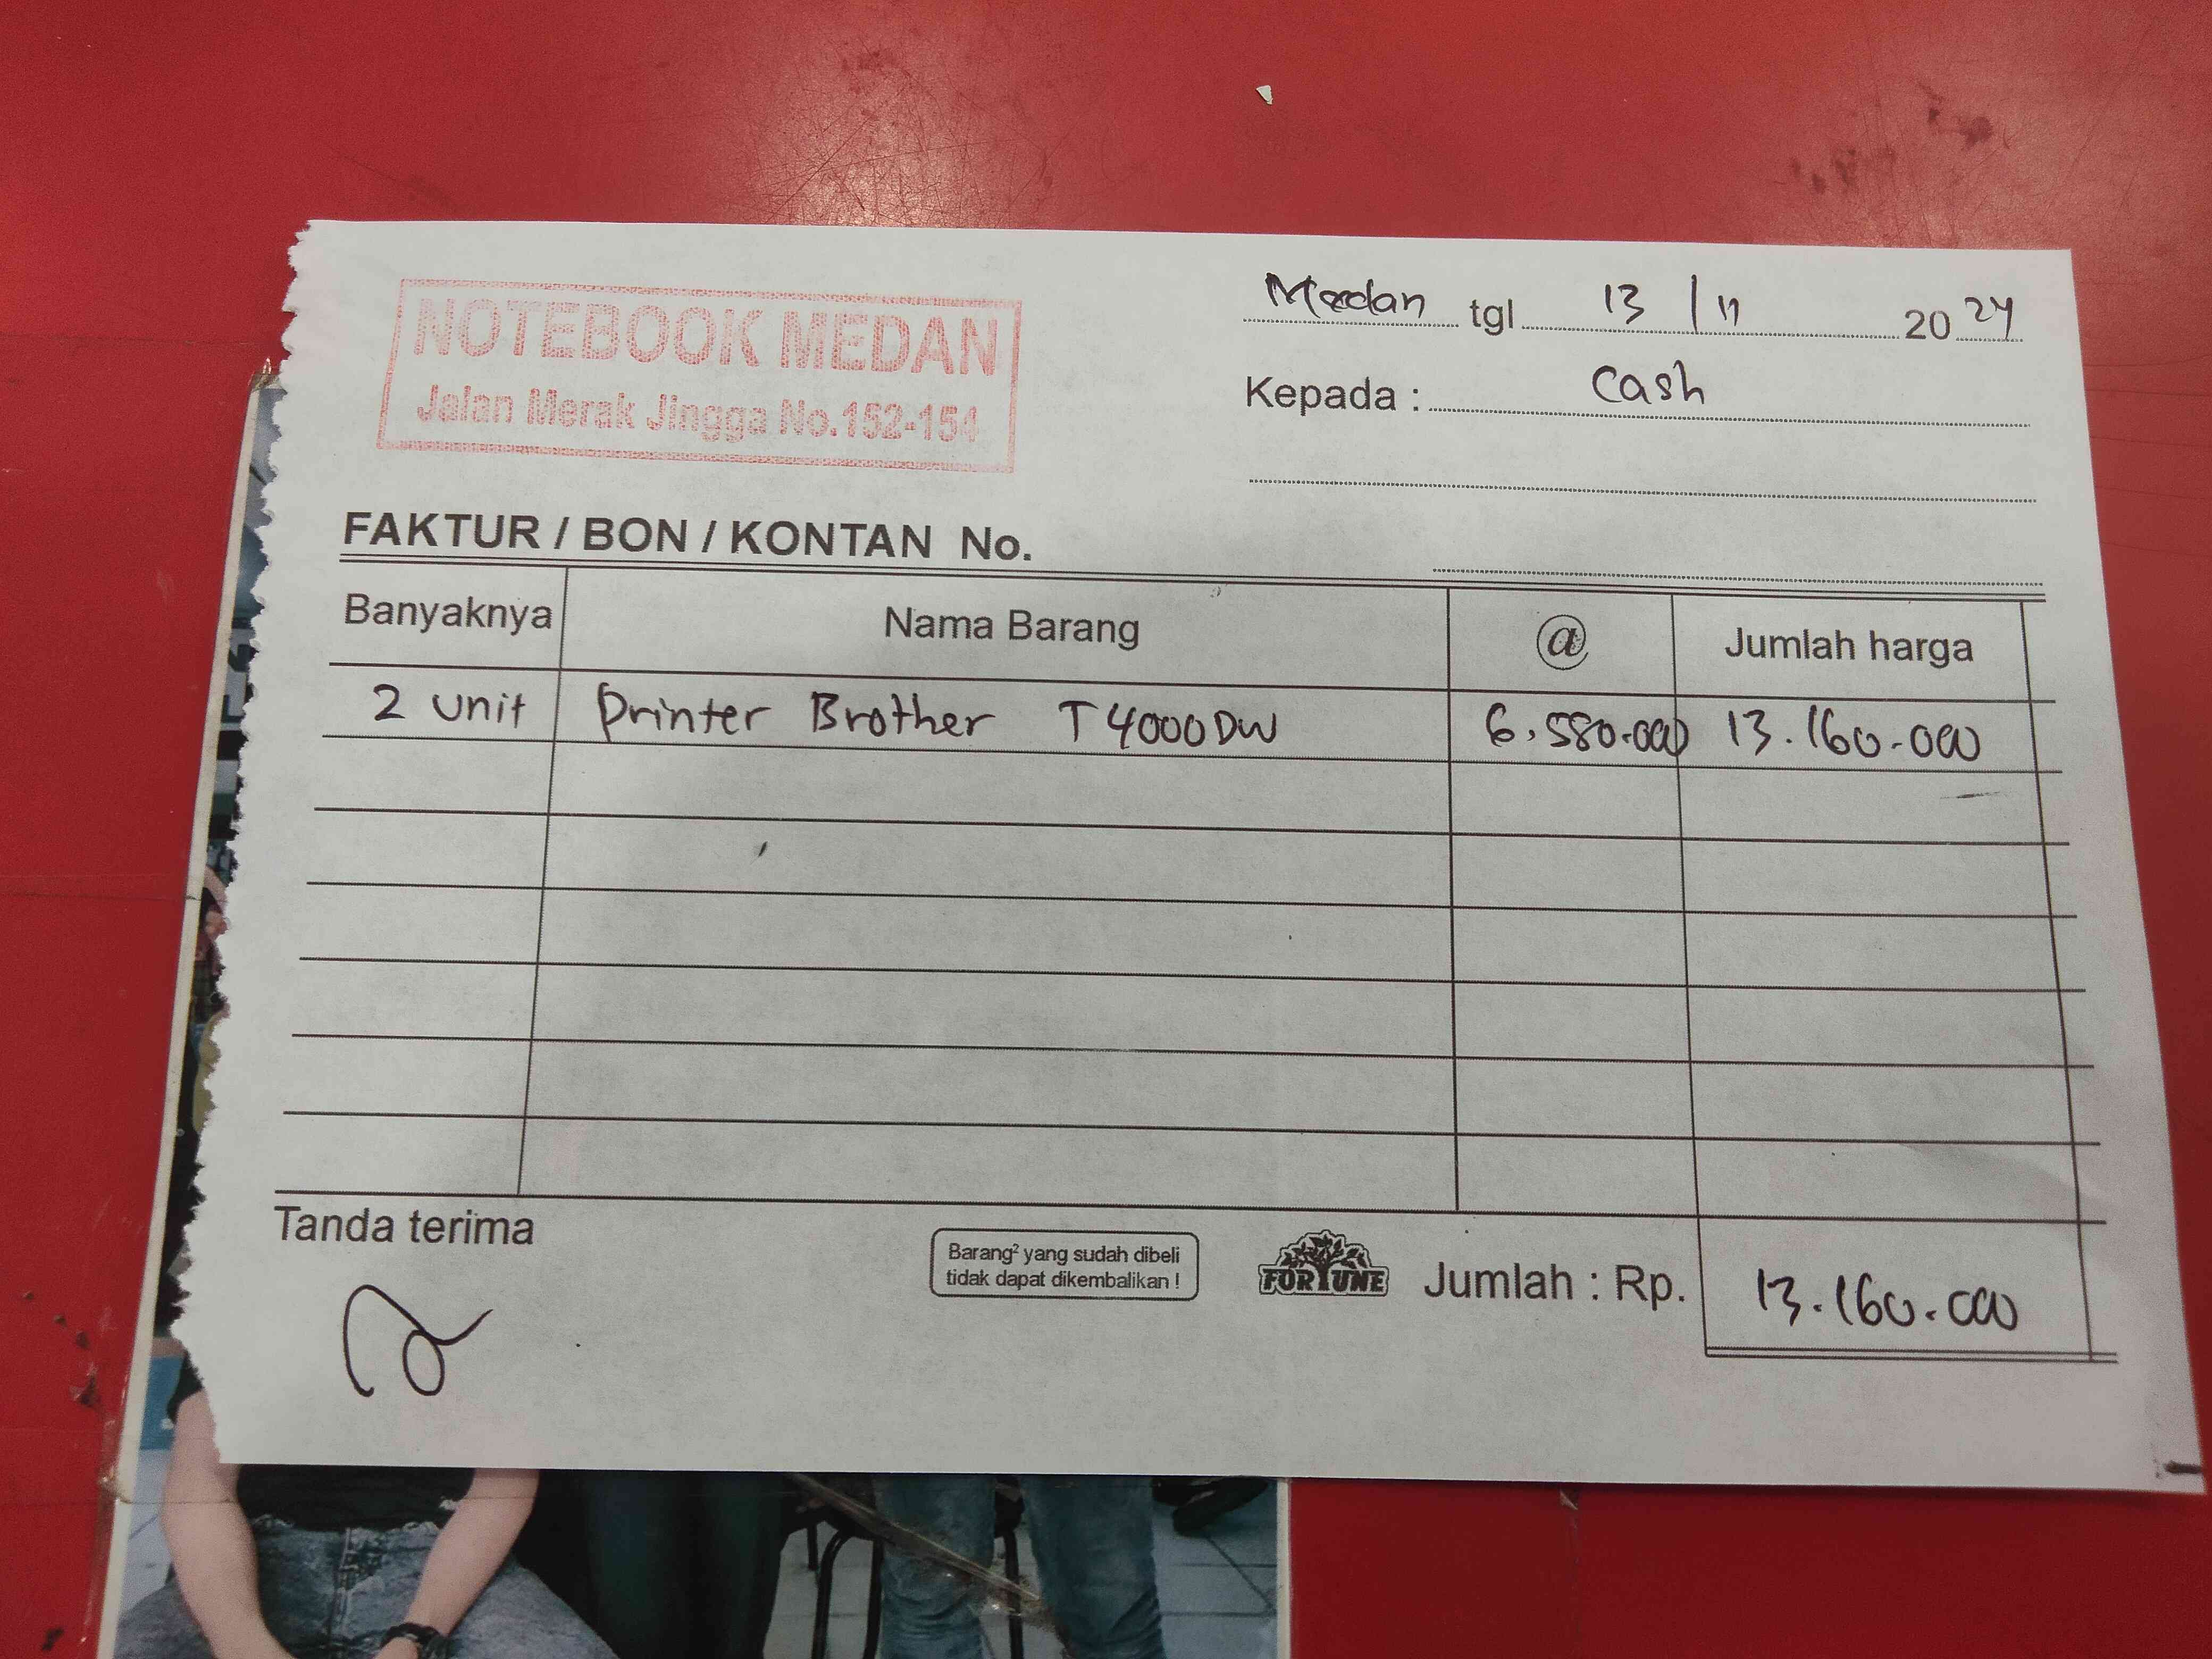 NOTEBOOK MEDAN
Jalan Merak Jingga No.152-154
Medan tgl 13 / 11 2024
Kepada : Cash
FAKTUR / BON / KONTAN No.
Banyaknya Nama Barang @ Jumlah harga
2 unit Printer Brother T4000DW 6.580.000 13.160.000
Tanda terima
Barang² yang sudah dibeli
tidak dapat dikembalikan !
FORTUNE
Jumlah : Rp. 13.160.000